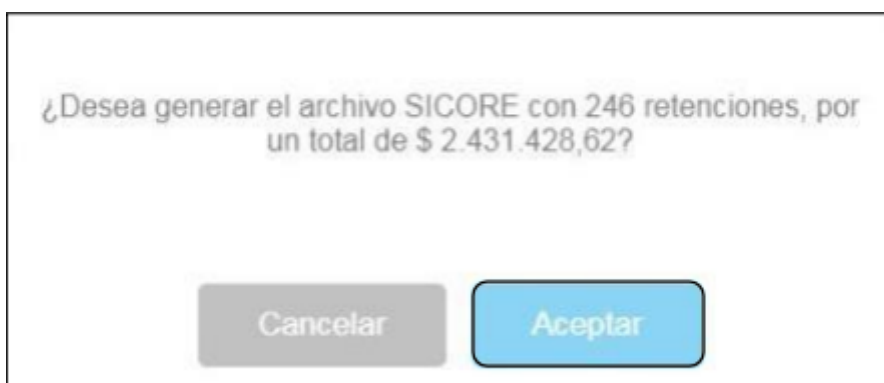 ¿Desea generar el archivo SICORE con 246 retenciones, por
un total de $ 2.431.428,62?
Cancelar
Aceptar